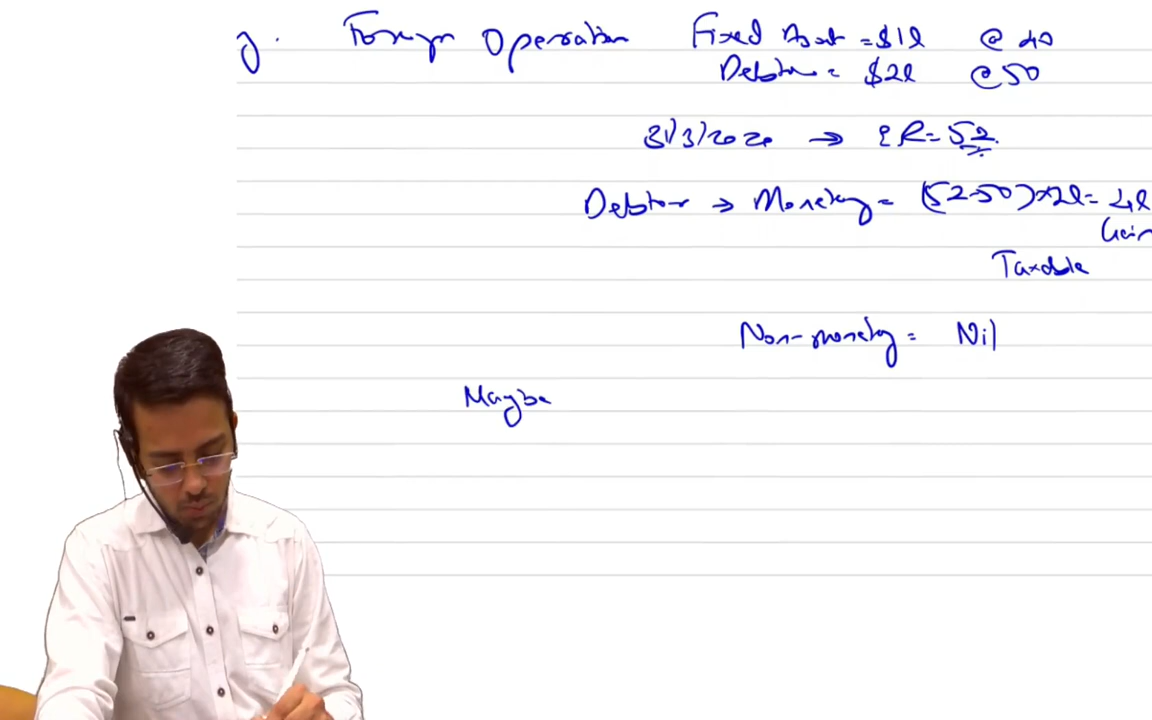 g. Foreign Operation Fixed Asset = $1l @ 40
Debtor = $2l @ 50
31/3/2020 → ER = 52.
Debtor → Monetary = (52-50)×2l = 4l
Gain
Taxable
Non-monetary = Nil
Maybe